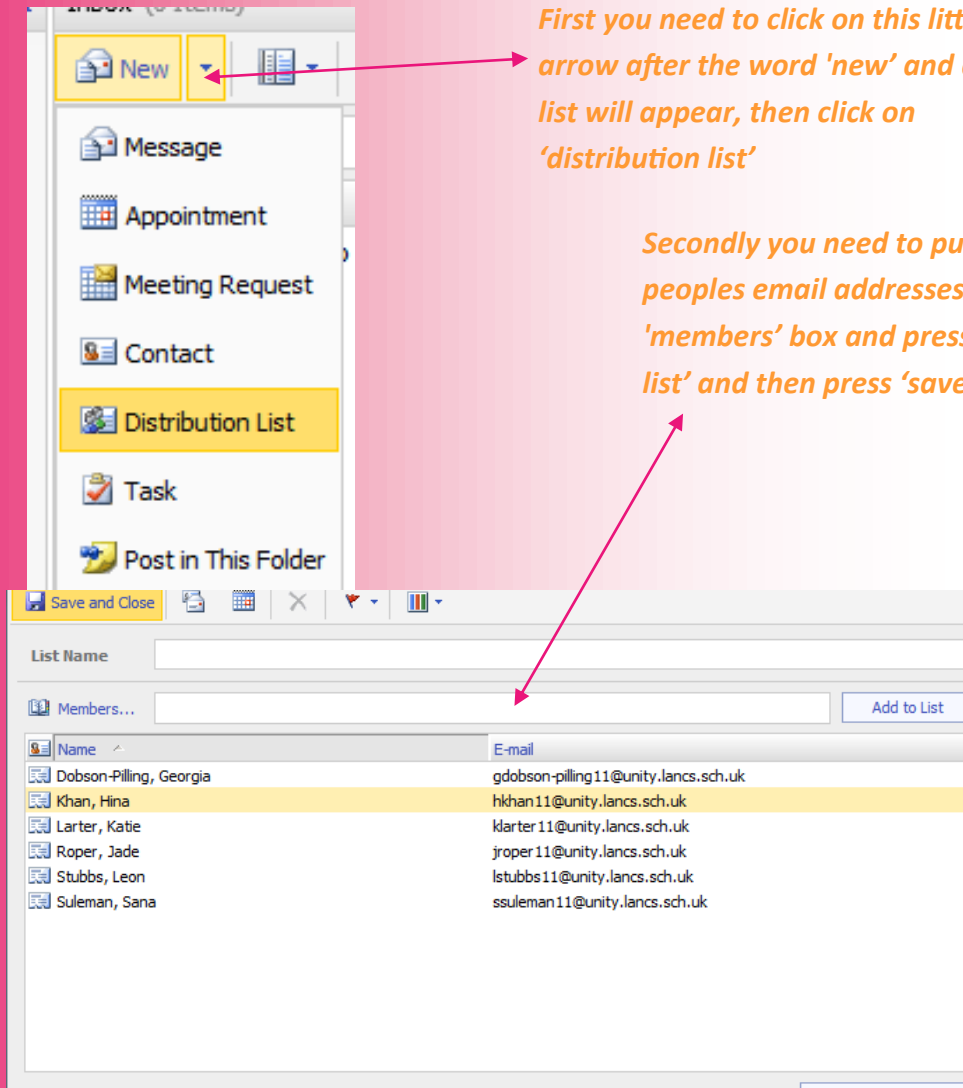 First you need to click on this
New
arrow after the word 'new' and
list will appear, then click on
'distribution list'
Message
Appointment
Meeting Request
Contact
Distribution List
Task
Post in This Folder
Secondly you need to
peoples email addresses
'members' box and press
list' and then press 'save
Save and Close
List Name
Members... Add to List
Name E-mail
Dobson-Pilling, Georgia gdobson-pilling11@unity.lancs.sch.uk
Khan, Hina hkhan11@unity.lancs.sch.uk
Larter, Katie klarter11@unity.lancs.sch.uk
Roper, Jade jroper11@unity.lancs.sch.uk
Stubbs, Leon lstubbs11@unity.lancs.sch.uk
Suleman, Sana ssuleman11@unity.lancs.sch.uk